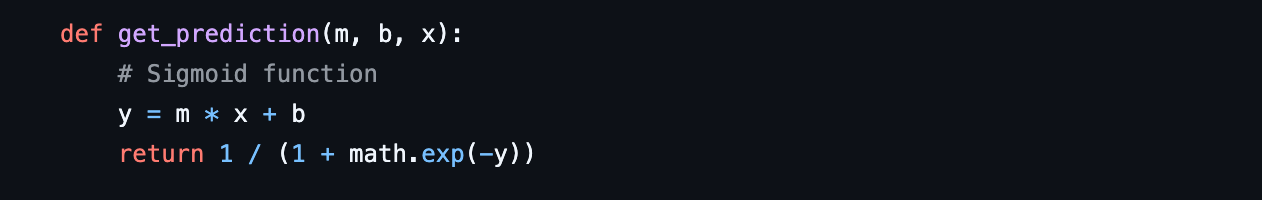 def get_prediction(m, b, x):
    # Sigmoid function
    y = m * x + b
    return 1 / (1 + math.exp(-y))